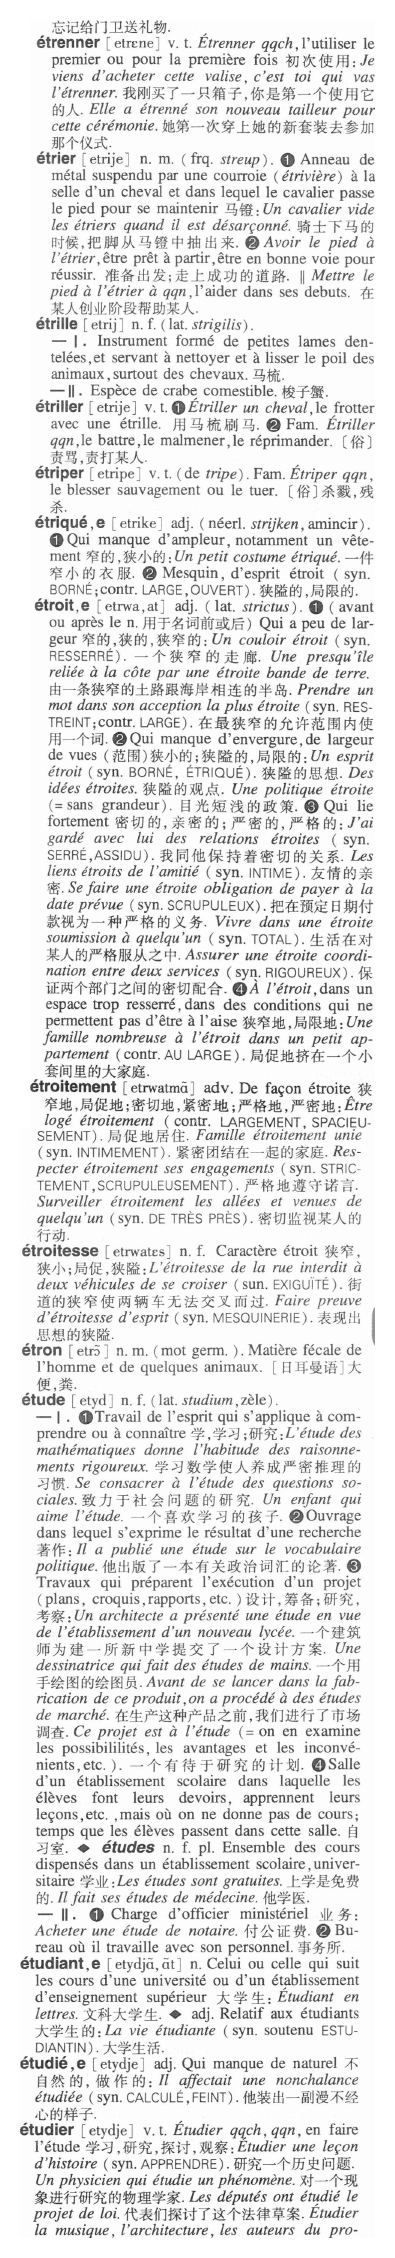 忘记给门卫送礼物.
étrenner [etrɛne] v. t. Étrenner qqch, l'utiliser le
premier ou pour la première fois 初次使用: Je
viens d'acheter cette valise, c'est toi qui vas
l'étrenner. 我刚买了一只箱子,你是第一个使用它
的人. Elle a étrenné son nouveau tailleur pour
cette cérémonie. 她第一次穿上她的新套装去参加
那个仪式.
étrier [etrije] n. m. (frq. streup). ❶ Anneau de
métal suspendu par une courroie (étrivière) à la
selle d'un cheval et dans lequel le cavalier passe
le pied pour se maintenir 马镫: Un cavalier vide
les étriers quand il est désarçonné. 骑士下马的
时候,把脚从马镫中抽出来. ❷ Avoir le pied à
l'étrier, être prêt à partir, être en bonne voie pour
réussir. 准备出发;走上成功的道路. ‖ Mettre le
pied à l'étrier à qqn, l'aider dans ses debuts. 在
某人创业阶段帮助某人.
étrille [etrij] n. f. (lat. strigilis).
— Ⅰ. Instrument formé de petites lames den-
telées, et servant à nettoyer et à lisser le poil des
animaux, surtout des chevaux. 马梳.
— Ⅱ. Espèce de crabe comestible. 梭子蟹.
étriller [etrije] v. t. ❶ Étriller un cheval, le frotter
avec une étrille. 用马梳刷马. ❷ Fam. Étriller
qqn, le battre, le malmener, le réprimander. 〔俗〕
责骂,责打某人.
étriper [etripe] v. t. (de tripe). Fam. Étriper qqn,
le blesser sauvagement ou le tuer. 〔俗〕杀戮,残
杀.
étriqué, e [etrike] adj. (néerl. strijken, amincir).
❶ Qui manque d'ampleur, notamment un vête-
ment 窄的,狭小的: Un petit costume étriqué. 一件
窄小的衣服. ❷ Mesquin, d'esprit étroit (syn.
BORNÉ; contr. LARGE, OUVERT). 狭隘的,局限的.
étroit, e [etrwa, at] adj. (lat. strictus). ❶ (avant
ou après le n. 用于名词前或后) Qui a peu de lar-
geur 窄的,狭的,狭窄的: Un couloir étroit (syn.
RESSERRÉ). 一个狭窄的走廊. Une presqu'île
reliée à la côte par une étroite bande de terre.
由一条狭窄的土路跟海岸相连的半岛. Prendre un
mot dans son acception la plus étroite (syn. RES-
TREINT; contr. LARGE). 在最狭窄的允许范围内使
用一个词. ❷ Qui manque d'envergure, de largeur
de vues (范围)狭小的;狭隘的,局限的: Un esprit
étroit (syn. BORNÉ, ÉTRIQUÉ). 狭隘的思想. Des
idées étroites. 狭隘的观点. Une politique étroite
(= sans grandeur). 目光短浅的政策. ❸ Qui lie
fortement 密切的,亲密的;严密的,严格的: J'ai
gardé avec lui des relations étroites (syn.
SERRÉ, ASSIDU). 我同他保持着密切的关系. Les
liens étroits de l'amitié (syn. INTIME). 友情的亲
密. Se faire une étroite obligation de payer à la
date prévue (syn. SCRUPULEUX). 把在预定日期付
款视为一种严格的义务. Vivre dans une étroite
soumission à quelqu'un (syn. TOTAL). 生活在对
某人的严格服从之中. Assurer une étroite coordi-
nation entre deux services (syn. RIGOUREUX). 保
证两个部门之间的密切配合. ❹ À l'étroit, dans un
espace trop resserré, dans des conditions qui ne
permettent pas d'être à l'aise 狭窄地,局限地: Une
famille nombreuse à l'étroit dans un petit ap-
partement (contr. AU LARGE). 局促地挤在一个小
套间里的大家庭.
étroitement [etrwatmã] adv. De façon étroite 狭
窄地,局促地;密切地,紧密地;严格地,严密地: Être
logé étroitement (contr. LARGEMENT, SPACIEU-
SEMENT). 局促地居住. Famille étroitement unie
(syn. INTIMEMENT). 紧密团结在一起的家庭. Res-
pecter étroitement ses engagements (syn. STRIC-
TEMENT, SCRUPULEUSEMENT). 严格地遵守诺言.
Surveiller étroitement les allées et venues de
quelqu'un (syn. DE TRÈS PRÈS). 密切监视某人的
行动.
étroitesse [etrwatɛs] n. f. Caractère étroit 狭窄,
狭小;局促,狭隘: L'étroitesse de la rue interdit à
deux véhicules de se croiser (sun. EXIGUÏTÉ). 街
道的狭窄使两辆车无法交叉而过. Faire preuve
d'étroitesse d'esprit (syn. MESQUINERIE). 表现出
思想的狭隘.
étron [etrɔ̃] n. m. (mot germ.). Matière fécale de
l'homme et de quelques animaux. [日耳曼语]大
便,粪.
étude [etyd] n. f. (lat. studium, zèle).
— Ⅰ. ❶ Travail de l'esprit qui s'applique à com-
prendre ou à connaître 学,学习;研究: L'étude des
mathématiques donne l'habitude des raisonne-
ments rigoureux. 学习数学使人养成严密推理的
习惯. Se consacrer à l'étude des questions so-
ciales. 致力于社会问题的研究. Un enfant qui
aime l'étude. 一个喜欢学习的孩子. ❷ Ouvrage
dans lequel s'exprime le résultat d'une recherche
著作: Il a publié une étude sur le vocabulaire
politique. 他出版了一本有关政治词汇的论著. ❸
Travaux qui préparent l'exécution d'un projet
(plans, croquis, rapports, etc.) 设计,筹备;研究,
考察: Un architecte a présenté une étude en vue
de l'établissement d'un nouveau lycée. 一个建筑
师为建一所新中学提交了一个设计方案. Une
dessinatrice qui fait des études de mains. 一个用
手绘图的绘图员. Avant de se lancer dans la fab-
rication de ce produit, on a procédé à des études
de marché. 在生产这种产品之前,我们进行了市场
调查. Ce projet est à l'étude (= on en examine
les possibililités, les avantages et les inconvé-
nients, etc.). 一个有待于研究的计划. ❹ Salle
d'un établissement scolaire dans laquelle les
élèves font leurs devoirs, apprennent leurs
leçons, etc., mais où on ne donne pas de cours;
temps que les élèves passent dans cette salle. 自
习室. ◆ études n. f. pl. Ensemble des cours
dispensés dans un établissement scolaire, univer-
sitaire 学业: Les études sont gratuites. 上学是免费
的. Il fait ses études de médecine. 他学医.
— Ⅱ. ❶ Charge d'officier ministériel 业务:
Acheter une étude de notaire. 付公证费. ❷ Bu-
reau où il travaille avec son personnel. 事务所.
étudiant, e [etydjã, ãt] n. Celui ou celle qui suit
les cours d'une université ou d'un établissement
d'enseignement supérieur 大学生: Étudiant en
lettres. 文科大学生. ◆ adj. Relatif aux étudiants
大学生的: La vie étudiante (syn. soutenu ESTU-
DIANTIN). 大学生活.
étudié, e [etydje] adj. Qui manque de naturel 不
自然的,做作的: Il affectait une nonchalance
étudiée (syn. CALCULÉ, FEINT). 他装出一副漫不经
心的样子.
étudier [etydje] v. t. Étudier qqch, qqn, en faire
l'étude 学习,研究,探讨,观察: Étudier une leçon
d'histoire (syn. APPRENDRE). 研究一个历史问题.
Un physicien qui étudie un phénomène. 对一个现
象进行研究的物理学家. Les députés ont étudié le
projet de loi. 代表们探讨了这个法律草案. Étudier
la musique, l'architecture, les auteurs du pro-